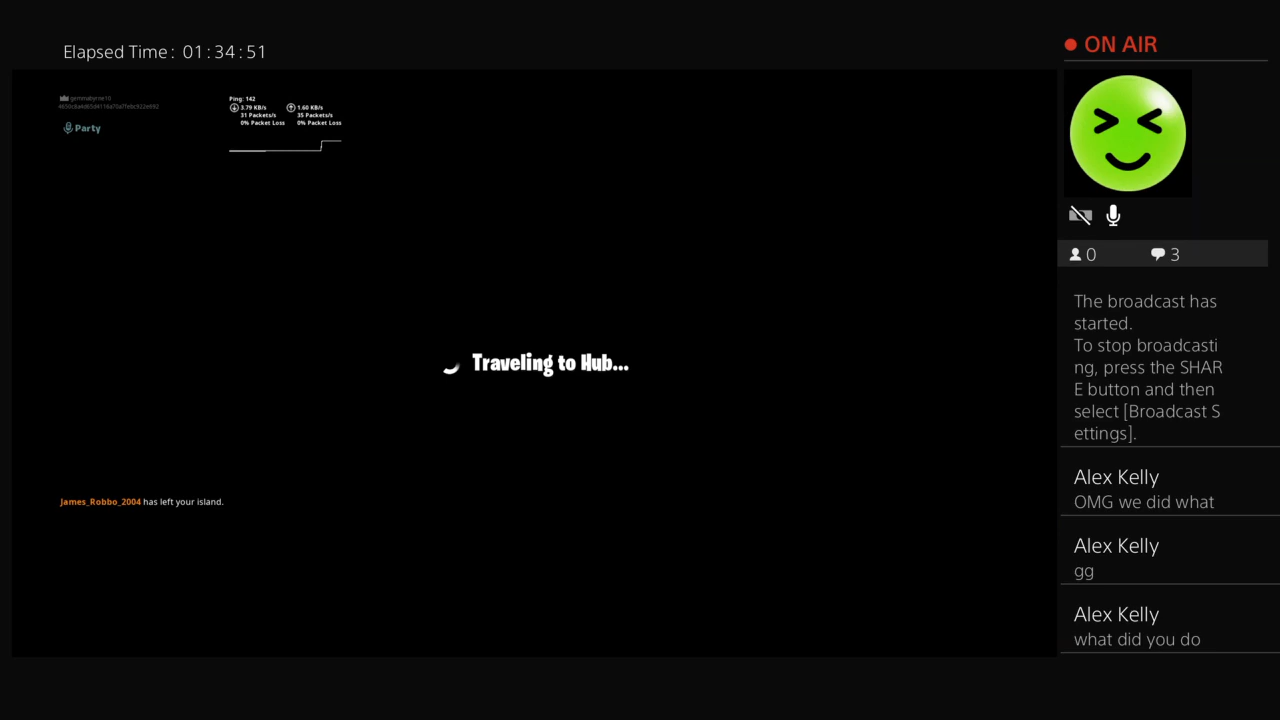 Elapsed Time: 01:34:51
ON AIR
gemmabyrne10
Party
Ping: 142
3.79 KB/s
1.60 KB/s
31 Packets/s
35 Packets/s
0% Packet Loss
0% Packet Loss
0
3
The broadcast has
started.
To stop broadcasti
ng, press the SHAR
E button and then
select [Broadcast S
ettings].
Traveling to Hub...
Alex Kelly
OMG we did what
James_Robbo_2004 has left your island.
Alex Kelly
gg
Alex Kelly
what did you do